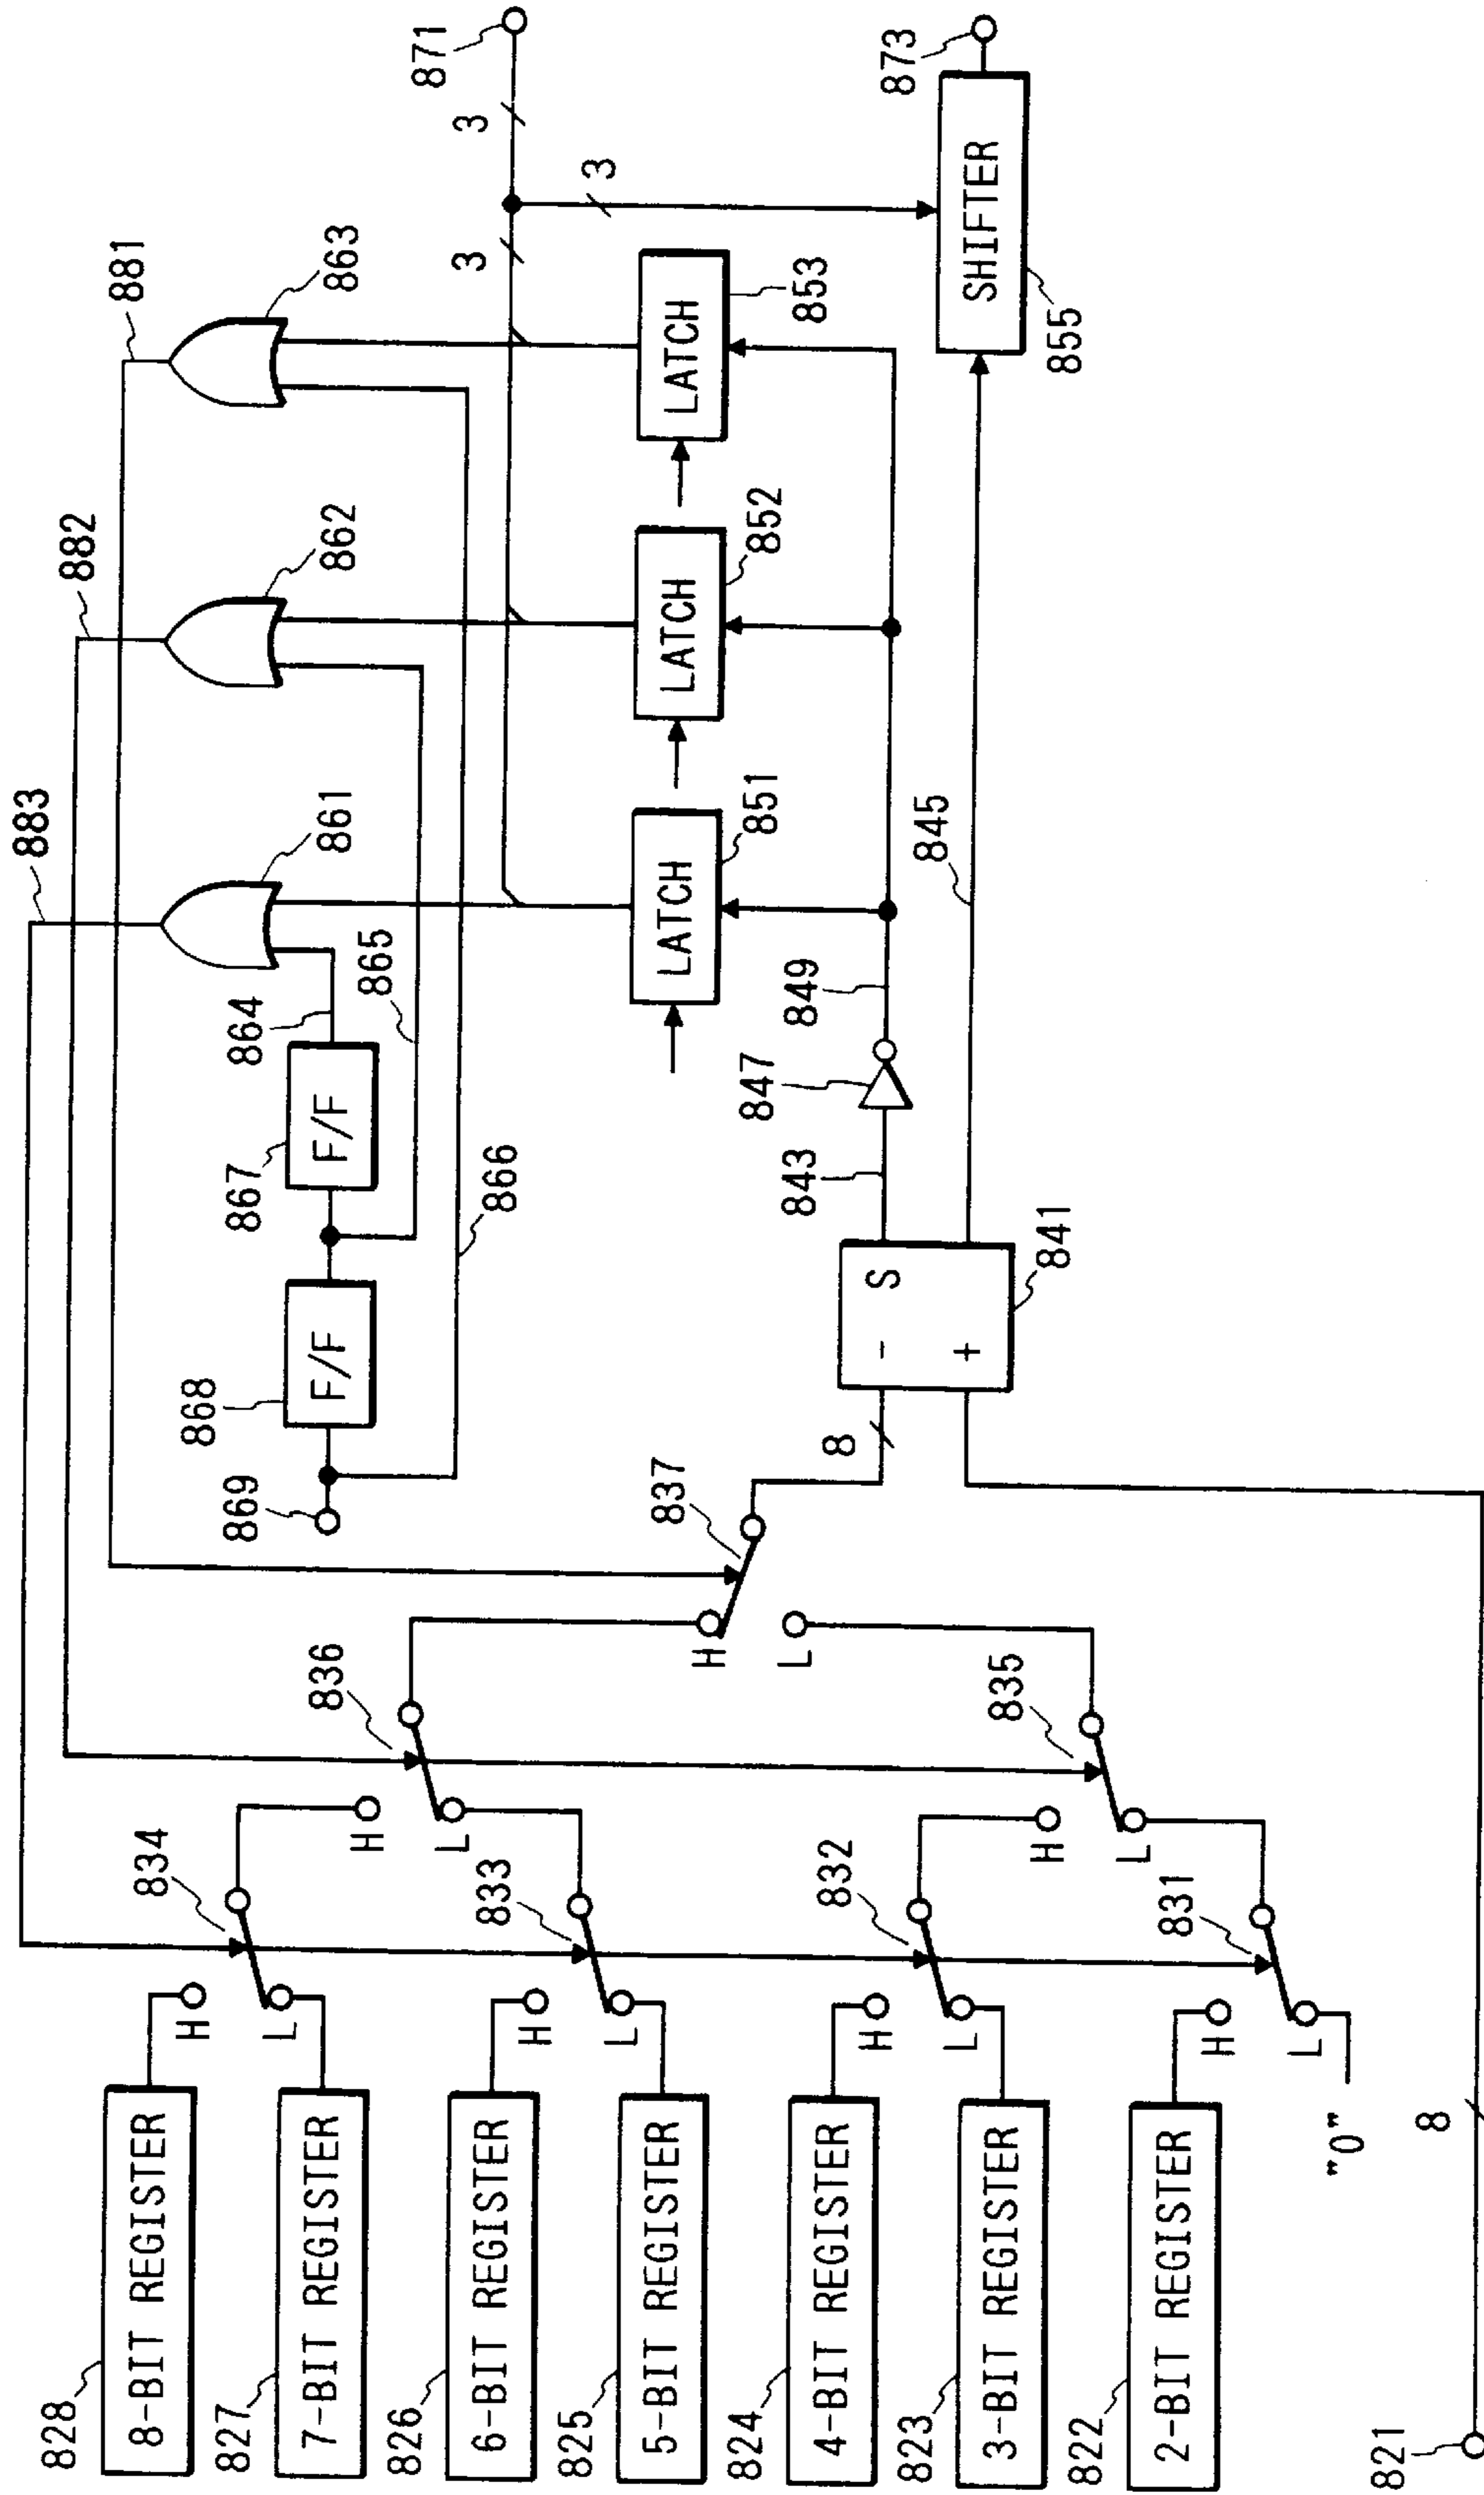 828
8-BIT REGISTER
827
7-BIT REGISTER
826
6-BIT REGISTER
825
5-BIT REGISTER
824
4-BIT REGISTER
823
3-BIT REGISTER
822
2-BIT REGISTER
821
"0"
8
H
L
H
L
H
L
H
L
834
833
832
831
H
L
H
L
836
835
H
L
837
8
-
+
S
841
843
845
847
849
869
868
F/F
867
F/F
864
865
866
883
861
882
862
881
863
LATCH
851
LATCH
852
LATCH
853
3
3
3
871
SHIFTER
855
873